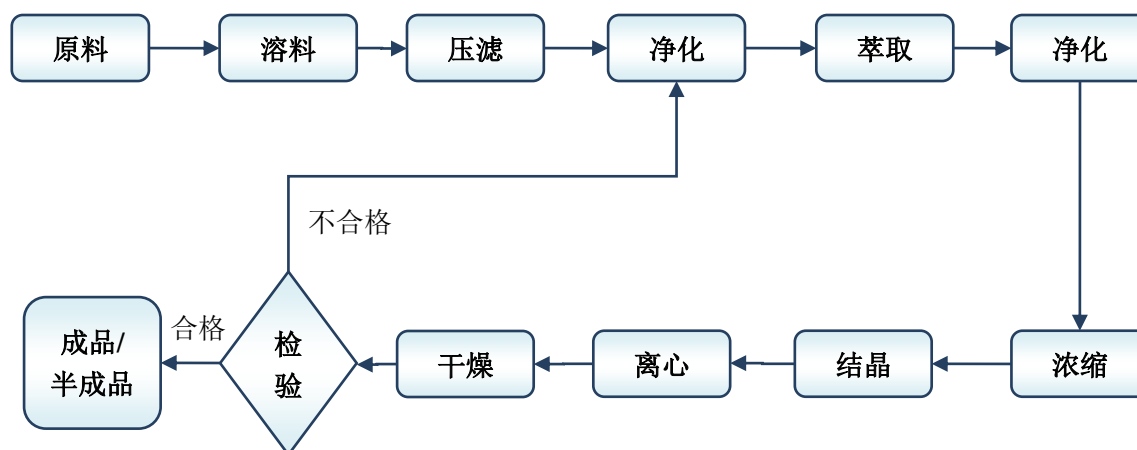 原料
溶料
压滤
净化
萃取
净化
不合格
成品/
半成品
合格
检
验
干燥
离心
结晶
浓缩